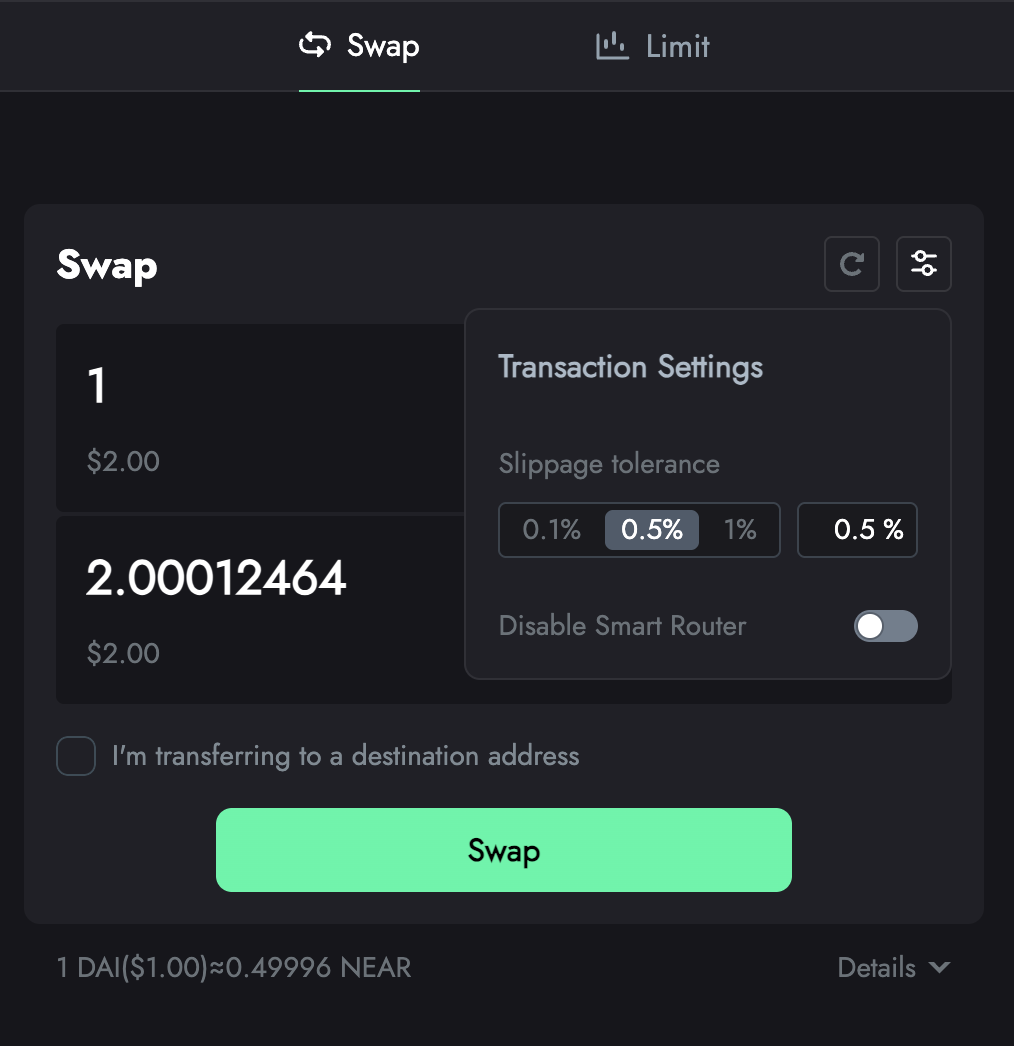 Swap Limit
Swap
1
$2.00
Transaction Settings
Slippage tolerance
0.1% 0.5% 1% 0.5 %
2.00012464
Disable Smart Router
$2.00
I'm transferring to a destination address
Swap
1 DAI($1.00)≈0.49996 NEAR Details